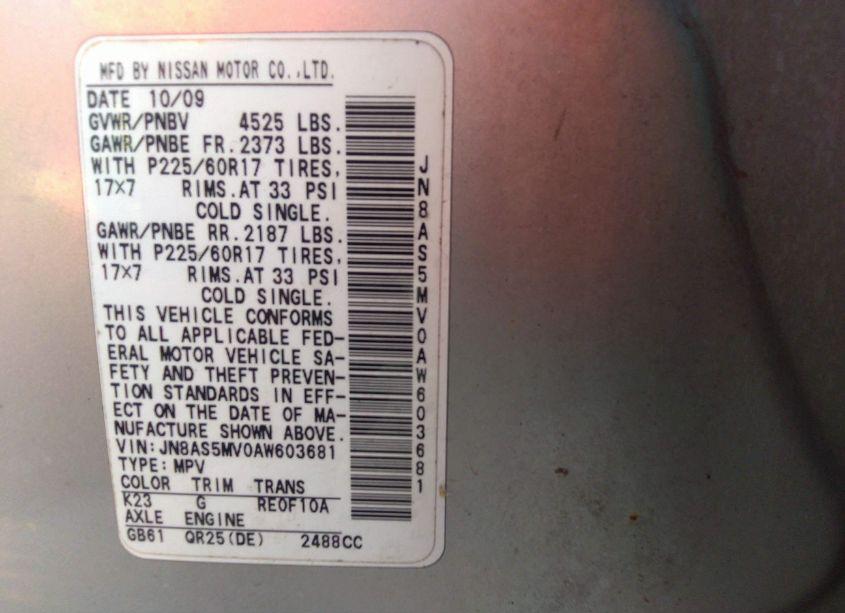 MFD BY NISSAN MOTOR CO.,LTD.
DATE 10/09
GVWR/PNBV 4525 LBS.
GAWR/PNBE FR. 2373 LBS.
WITH P225/60R17 TIRES,
17X7 RIMS. AT 33 PSI
COLD SINGLE.
GAWR/PNBE RR. 2187 LBS.
WITH P225/60R17 TIRES,
17X7 RIMS. AT 33 PSI
COLD SINGLE.
THIS VEHICLE CONFORMS
TO ALL APPLICABLE FED-
ERAL MOTOR VEHICLE SA-
FETY AND THEFT PREVEN-
TION STANDARDS IN EFF-
ECT ON THE DATE OF MA-
NUFACTURE SHOWN ABOVE.
VIN:JN8AS5MV0AW603681
TYPE:MPV
COLOR TRIM TRANS
K23 G RE0F10A
AXLE ENGINE
GB61 QR25(DE) 2488CC
JN8AS5MV0AW603681